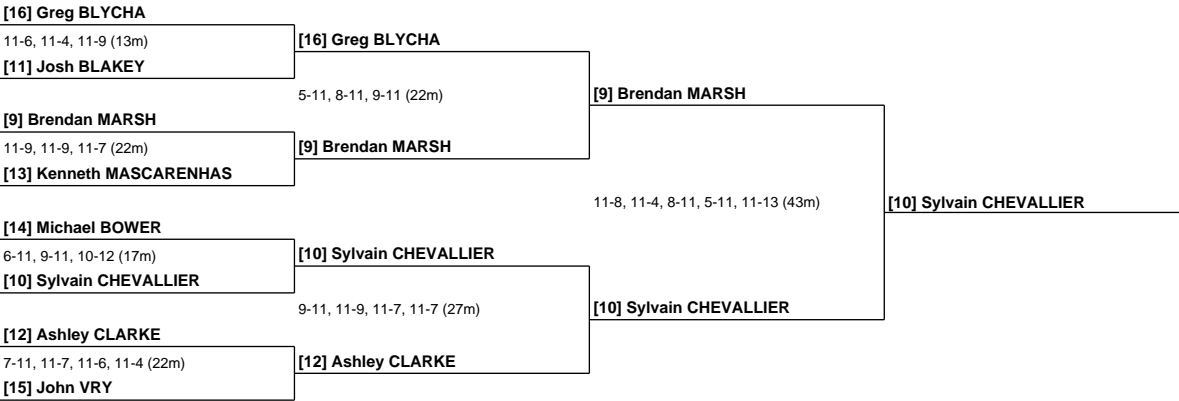 [16] Greg BLYCHA
11-6, 11-4, 11-9 (13m)
[11] Josh BLAKEY
[16] Greg BLYCHA
5-11, 8-11, 9-11 (22m)
[9] Brendan MARSH
[9] Brendan MARSH
11-9, 11-9, 11-7 (22m)
[13] Kenneth MASCARENHAS
[9] Brendan MARSH
11-8, 11-4, 8-11, 5-11, 11-13 (43m)
[10] Sylvain CHEVALLIER
[14] Michael BOWER
6-11, 9-11, 10-12 (17m)
[10] Sylvain CHEVALLIER
[10] Sylvain CHEVALLIER
9-11, 11-9, 11-7, 11-7 (27m)
[10] Sylvain CHEVALLIER
[12] Ashley CLARKE
7-11, 11-7, 11-6, 11-4 (22m)
[15] John VRY
[12] Ashley CLARKE